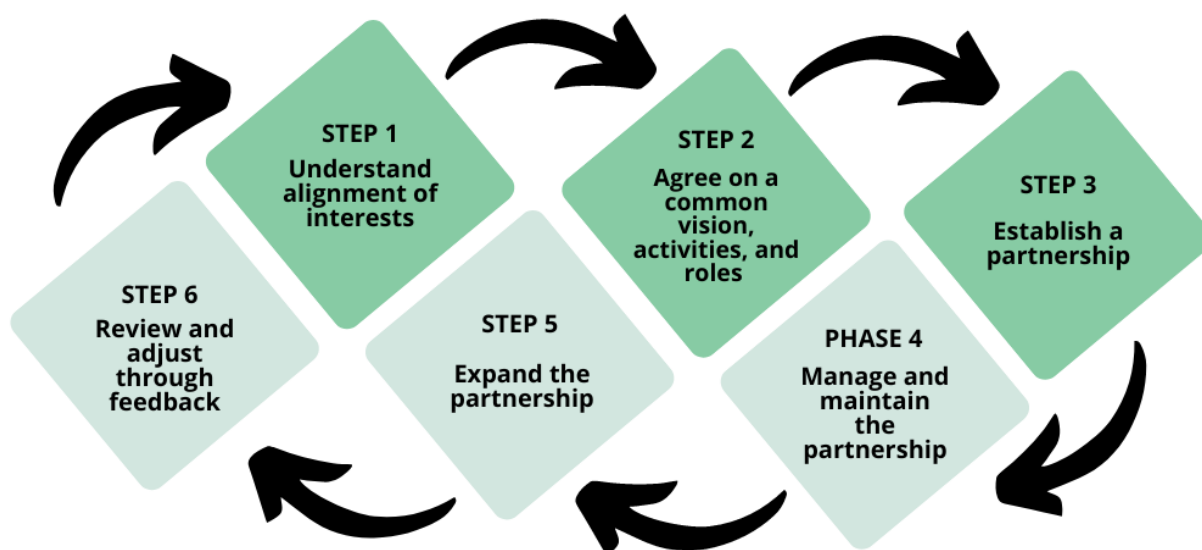 STEP 1
Understand
alignment of
interests
STEP 2
Agree on a
common
vision,
activities, and
roles
STEP 3
Establish a
partnership
PHASE 4
Manage and
maintain
the
partnership
STEP 5
Expand the
partnership
STEP 6
Review and
adjust
through
feedback